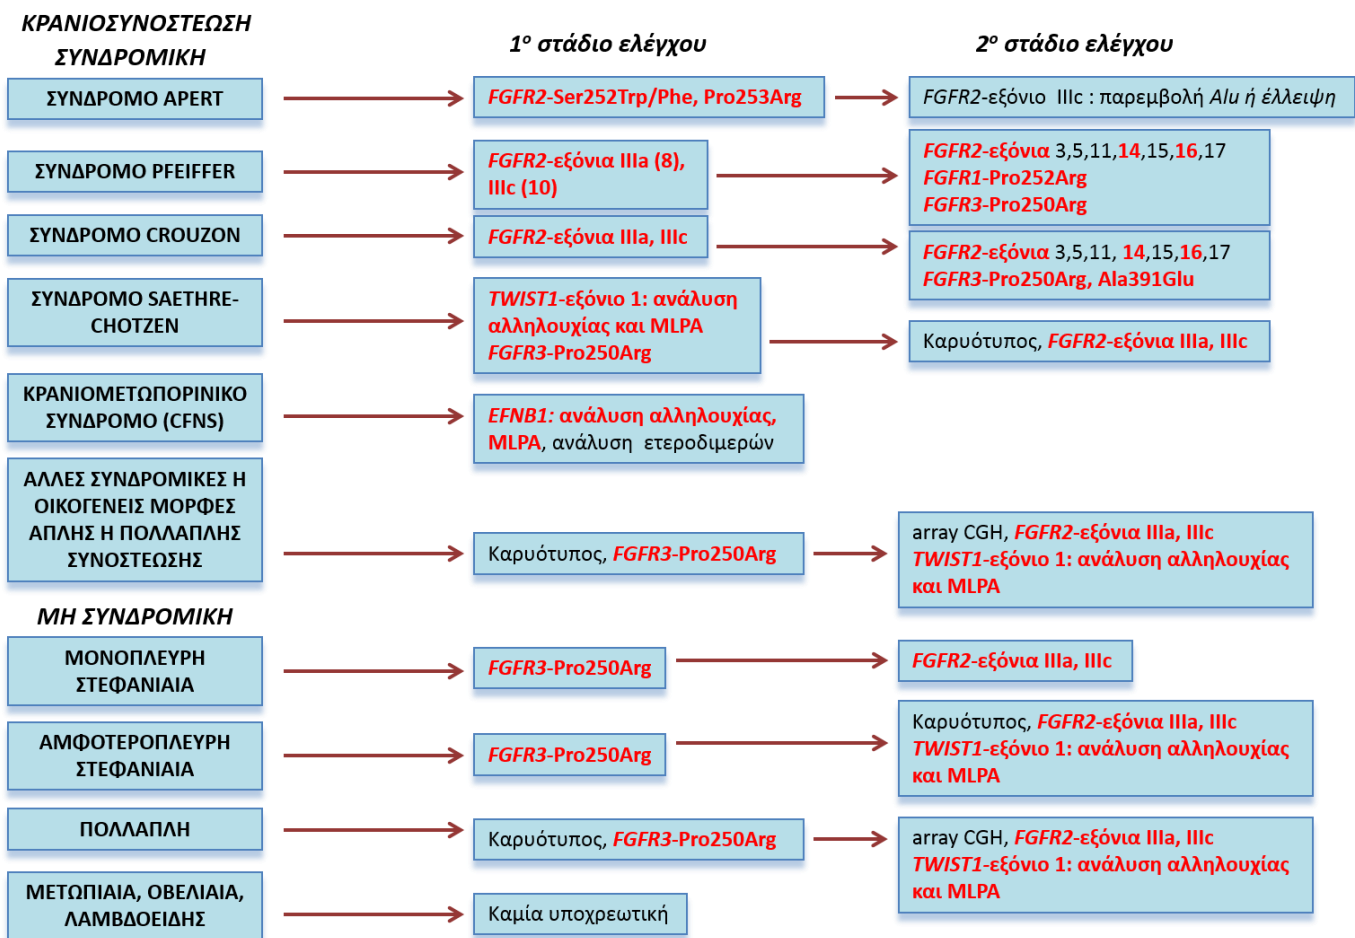 ΚΡΑΝΙΟΣΥΝΟΣΤΕΩΣΗ
ΣΥΝΔΡΟΜΙΚΗ
1ο στάδιο ελέγχου
2ο στάδιο ελέγχου
ΣΥΝΔΡΟΜΟ APERT
FGFR2-Ser252Trp/Phe, Pro253Arg
FGFR2-εξόνιο IIIc : παρεμβολή Alu ή έλλειψη
ΣΥΝΔΡΟΜΟ PFEIFFER
FGFR2-εξόνια IIIa (8),
IIIc (10)
FGFR2-εξόνια 3,5,11,14,15,16,17
FGFR1-Pro252Arg
FGFR3-Pro250Arg
ΣΥΝΔΡΟΜΟ CROUZON
FGFR2-εξόνια IIIa, IIIc
FGFR2-εξόνια 3,5,11, 14,15,16,17
FGFR3-Pro250Arg, Ala391Glu
ΣΥΝΔΡΟΜΟ SAETHRE-
CHOTZEN
TWIST1-εξόνιο 1: ανάλυση
αλληλουχίας και MLPA
FGFR3-Pro250Arg
Καρυότυπος, FGFR2-εξόνια IIIa, IIIc
ΚΡΑΝΙΟΜΕΤΩΠΟΡΙΝΙΚΟ
ΣΥΝΔΡΟΜΟ (CFNS)
EFNB1: ανάλυση αλληλουχίας,
MLPA, ανάλυση ετεροδιμερών
ΑΛΛΕΣ ΣΥΝΔΡΟΜΙΚΕΣ Η
ΟΙΚΟΓΕΝΕΙΣ ΜΟΡΦΕΣ
ΑΠΛΗΣ Η ΠΟΛΛΑΠΛΗΣ
ΣΥΝΟΣΤΕΩΣΗΣ
Καρυότυπος, FGFR3-Pro250Arg
array CGH, FGFR2-εξόνια IIIa, IIIc
TWIST1-εξόνιο 1: ανάλυση αλληλουχίας
και MLPA
ΜΗ ΣΥΝΔΡΟΜΙΚΗ
ΜΟΝΟΠΛΕΥΡΗ
ΣΤΕΦΑΝΙΑΙΑ
FGFR3-Pro250Arg
FGFR2-εξόνια IIIa, IIIc
ΑΜΦΟΤΕΡΟΠΛΕΥΡΗ
ΣΤΕΦΑΝΙΑΙΑ
FGFR3-Pro250Arg
Καρυότυπος, FGFR2-εξόνια IIIa, IIIc
TWIST1-εξόνιο 1: ανάλυση αλληλουχίας
και MLPA
ΠΟΛΛΑΠΛΗ
Καρυότυπος, FGFR3-Pro250Arg
array CGH, FGFR2-εξόνια IIIa, IIIc
TWIST1-εξόνιο 1: ανάλυση αλληλουχίας
και MLPA
ΜΕΤΩΠΙΑΙΑ, ΟΒΕΛΙΑΙΑ,
ΛΑΜΒΔΟΕΙΔΗΣ
Καμία υποχρεωτική